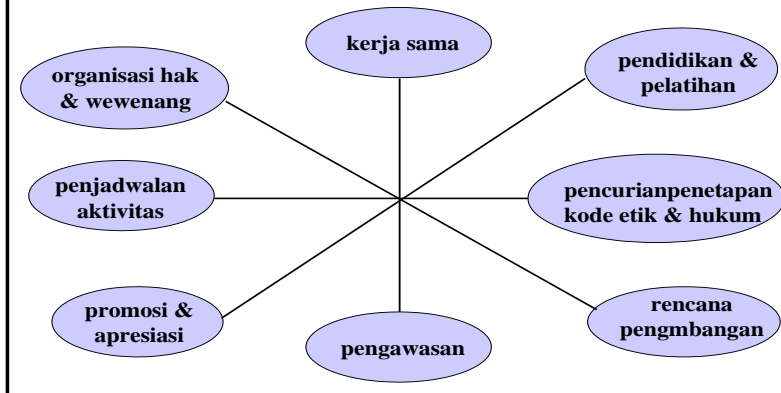 kerja sama
organisasi hak
& wewenang
pendidikan &
pelatihan
penjadwalan
aktivitas
pencurianpenetapan
kode etik & hukum
promosi &
apresiasi
pengawasan
rencana
pengmbangan